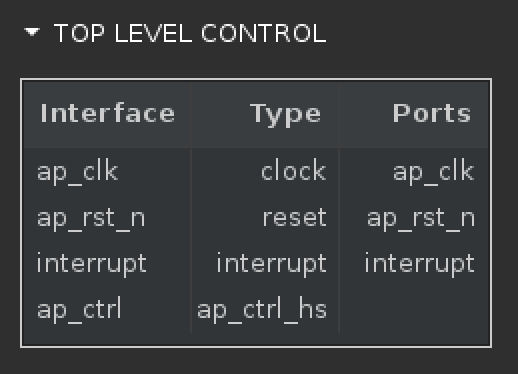 TOP LEVEL CONTROL
Interface Type Ports
ap_clk clock ap_clk
ap_rst_n reset ap_rst_n
interrupt interrupt interrupt
ap_ctrl ap_ctrl_hs